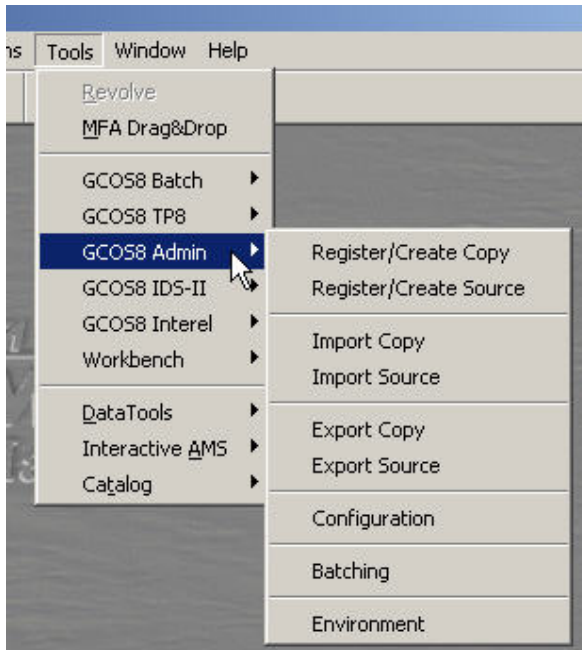 ns Tools Window Help
Revolve
MFA Drag&Drop
GCOS8 Batch
GCOS8 TP8
GCOS8 Admin
GCOS8 IDS-II
GCOS8 Interel
Workbench
DataTools
Interactive AMS
Catalog
Register/Create Copy
Register/Create Source
Import Copy
Import Source
Export Copy
Export Source
Configuration
Batching
Environment